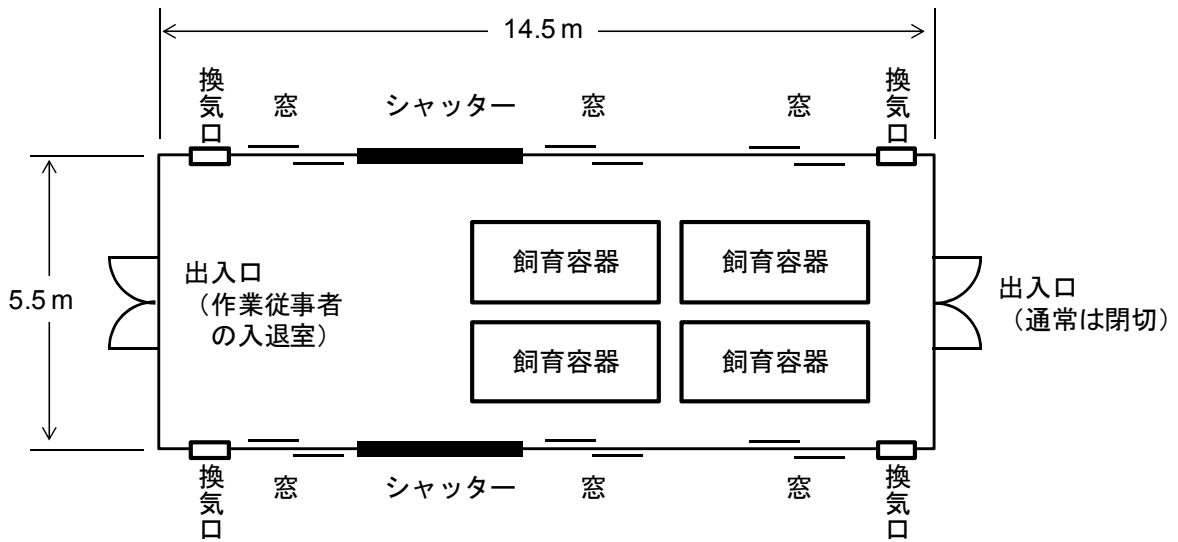 14.5 m
換気口
窓
シャッター
窓
窓
換気口
5.5 m
出入口
（作業従事者
の入退室）
飼育容器
飼育容器
飼育容器
飼育容器
出入口
（通常は閉切）
換気口
窓
シャッター
窓
窓
換気口